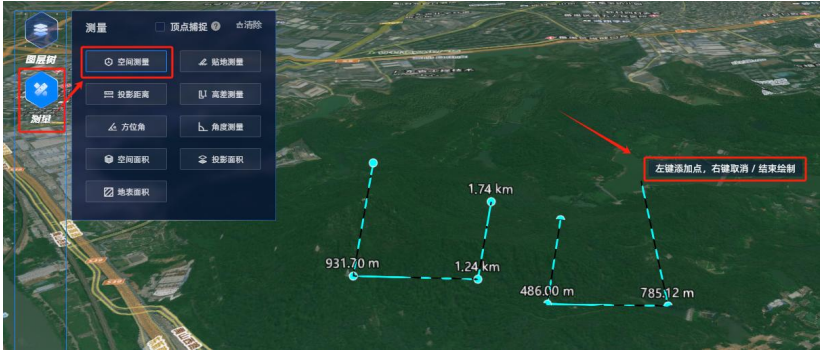 图层树
测量
测量
顶点捕捉
清除
空间测量
贴地测量
投影距离
高差测量
方位角
角度测量
空间面积
投影面积
地表面积
左键添加点，右键取消 / 结束绘制
1.74 km
931.70 m
1.24 km
486.00 m
785.12 m